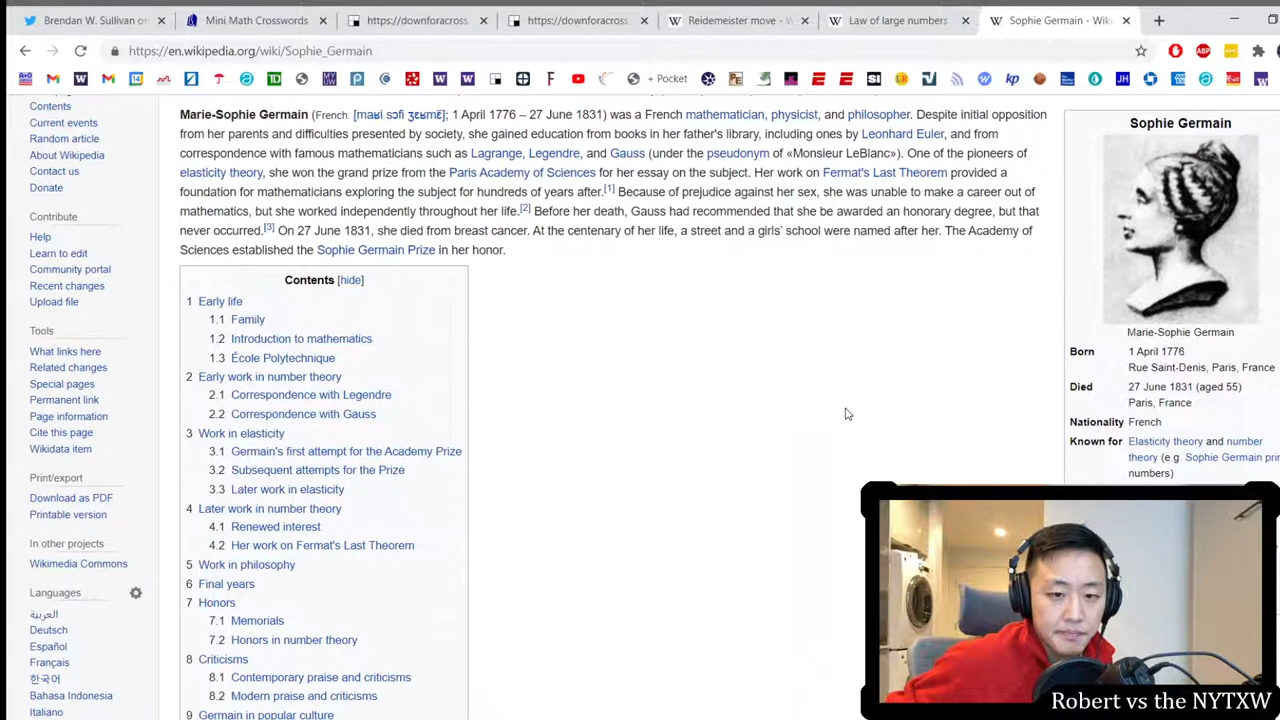 Brendan W. Sullivan on
Mini Math Crosswords
https://downforacross.
https://downforacross.
Reidemeister move - W
Law of large numbers
Sophie Germain - Wiki
https://en.wikipedia.org/wiki/Sophie_Germain
+ Pocket
Contents
Current events
Random article
About Wikipedia
Contact us
Donate
Contribute
Help
Learn to edit
Community portal
Recent changes
Upload file
Tools
What links here
Related changes
Special pages
Permanent link
Page information
Cite this page
Wikidata item
Print/export
Download as PDF
Printable version
In other projects
Wikimedia Commons
Languages
العربية
Deutsch
Español
Français
한국어
Bahasa Indonesia
Italiano
Marie-Sophie Germain (French: [maʁi sɔfi ʒɛʁmɛ̃]; 1 April 1776 – 27 June 1831) was a French mathematician, physicist, and philosopher. Despite initial opposition
from her parents and difficulties presented by society, she gained education from books in her father's library, including ones by Leonhard Euler, and from
correspondence with famous mathematicians such as Lagrange, Legendre, and Gauss (under the pseudonym of «Monsieur LeBlanc»). One of the pioneers of
elasticity theory, she won the grand prize from the Paris Academy of Sciences for her essay on the subject. Her work on Fermat's Last Theorem provided a
foundation for mathematicians exploring the subject for hundreds of years after.[1] Because of prejudice against her sex, she was unable to make a career out of
mathematics, but she worked independently throughout her life.[2] Before her death, Gauss had recommended that she be awarded an honorary degree, but that
never occurred.[3] On 27 June 1831, she died from breast cancer. At the centenary of her life, a street and a girls' school were named after her. The Academy of
Sciences established the Sophie Germain Prize in her honor.
Contents [hide]
1 Early life
1.1 Family
1.2 Introduction to mathematics
1.3 École Polytechnique
2 Early work in number theory
2.1 Correspondence with Legendre
2.2 Correspondence with Gauss
3 Work in elasticity
3.1 Germain's first attempt for the Academy Prize
3.2 Subsequent attempts for the Prize
3.3 Later work in elasticity
4 Later work in number theory
4.1 Renewed interest
4.2 Her work on Fermat's Last Theorem
5 Work in philosophy
6 Final years
7 Honors
7.1 Memorials
7.2 Honors in number theory
8 Criticisms
8.1 Contemporary praise and criticisms
8.2 Modern praise and criticisms
9 Germain in popular culture
Sophie Germain
Marie-Sophie Germain
Born 1 April 1776
Rue Saint-Denis, Paris, France
Died 27 June 1831 (aged 55)
Paris, France
Nationality French
Known for Elasticity theory and number
theory (e.g. Sophie Germain pri
numbers)
Robert vs the NYTXW